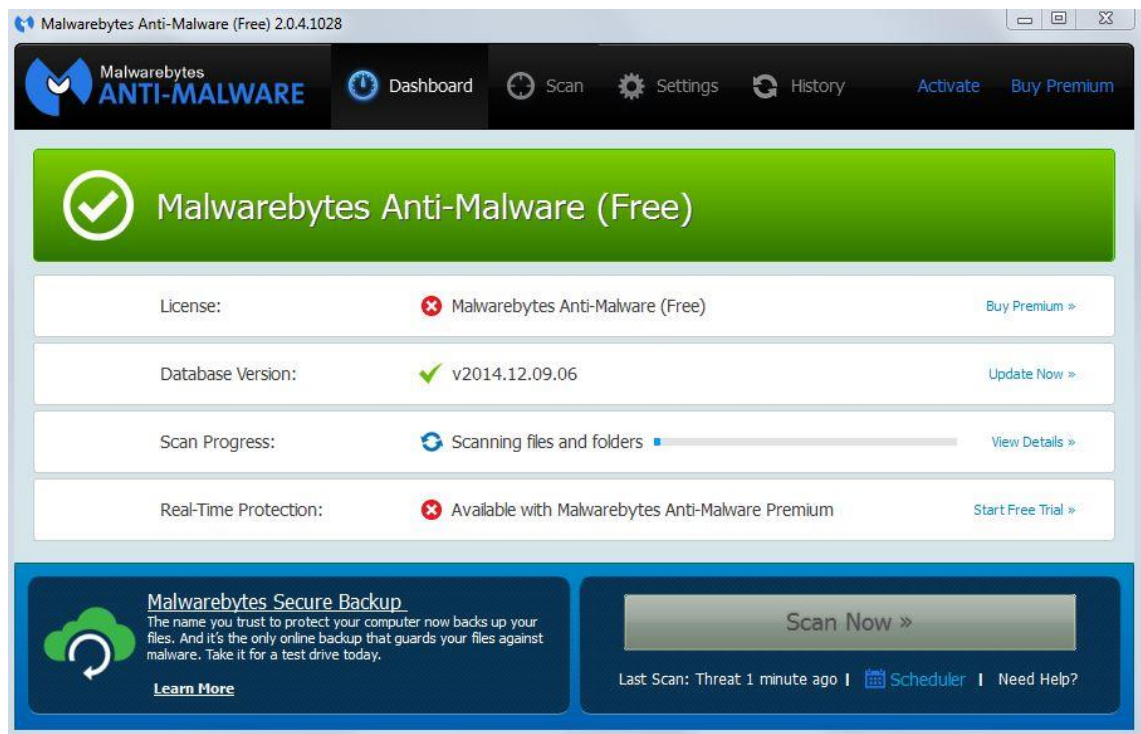 Malwarebytes Anti-Malware (Free) 2.0.4.1028
Malwarebytes
ANTI-MALWARE
Dashboard
Scan
Settings
History
Activate
Buy Premium
Malwarebytes Anti-Malware (Free)
License:
Malwarebytes Anti-Malware (Free)
Buy Premium »
Database Version:
v2014.12.09.06
Update Now »
Scan Progress:
Scanning files and folders
View Details »
Real-Time Protection:
Available with Malwarebytes Anti-Malware Premium
Start Free Trial »
Malwarebytes Secure Backup
The name you trust to protect your computer now backs up your
files. And it's the only online backup that guards your files against
malware. Take it for a test drive today.
Learn More
Scan Now »
Last Scan: Threat 1 minute ago | Scheduler | Need Help?